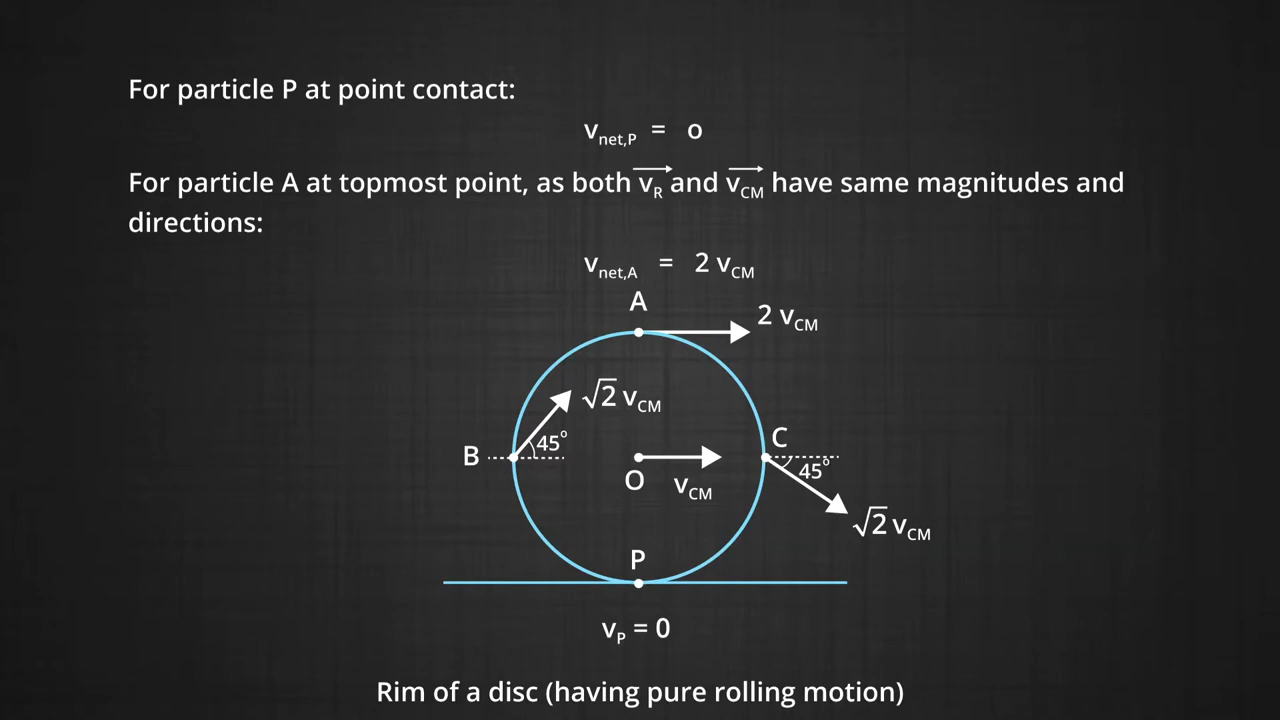 For particle P at point contact:
v_net,P = o
For particle A at topmost point, as both v_R and v_CM have same magnitudes and
directions:
v_net,A = 2 v_CM
A
2 v_CM
√2 v_CM
45°
C
B
45°
O
v_CM
√2 v_CM
P
v_P = 0
Rim of a disc (having pure rolling motion)